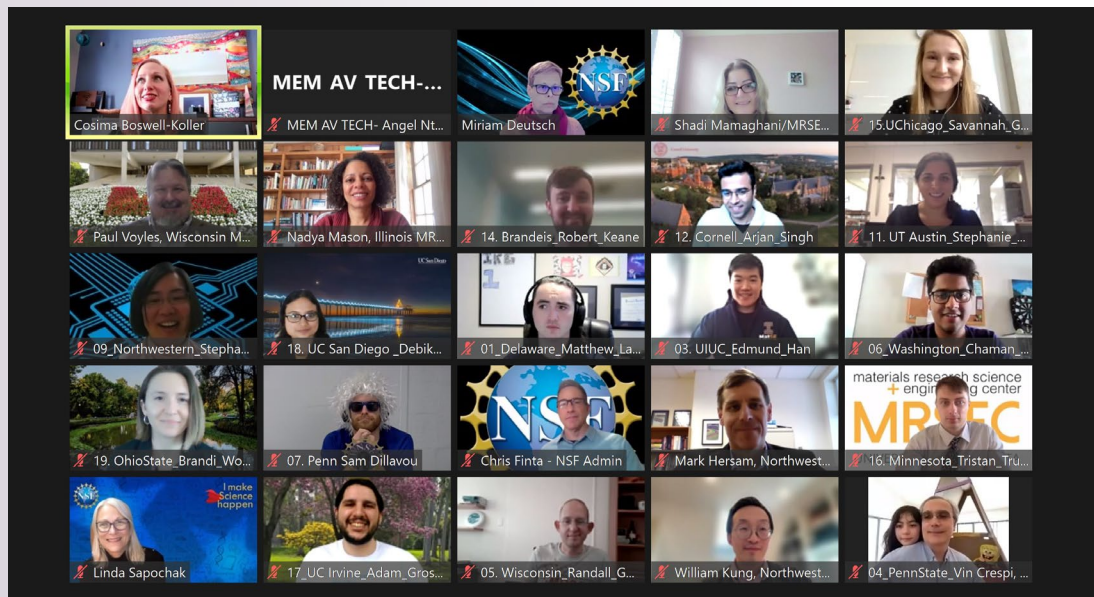 Cosima Boswell-Koller
MEM AV TECH-...
MEM AV TECH- Angel Nt...
NSF
Miriam Deutsch
Shadi Mamaghani/MRSE...
15.UChicago_Savannah_G...
Paul Voyles, Wisconsin M...
Nadya Mason, Illinois MR...
14. Brandeis_Robert_Keane
12. Cornell_Arjan_Singh
11. UT Austin_Stephanie_...
09_Northwestern_Stepha...
UC San Diego
18. UC San Diego _Debik...
01_Delaware_Matthew_La...
03. UIUC_Edmund_Han
06_Washington_Chaman_...
19. OhioState_Brandi_Wo...
07. Penn Sam Dillavou
NSF
Chris Finta - NSF Admin
Mark Hersam, Northwest...
materials research science
+ engineering center
MRSEC
16. Minnesota_Tristan_Tru...
NSF
I make
Science
happen
Linda Sapochak
17_UC Irvine_Adam_Gros...
05. Wisconsin_Randall_G...
William Kung, Northwest...
04_PennState_Vin Crespi, ...